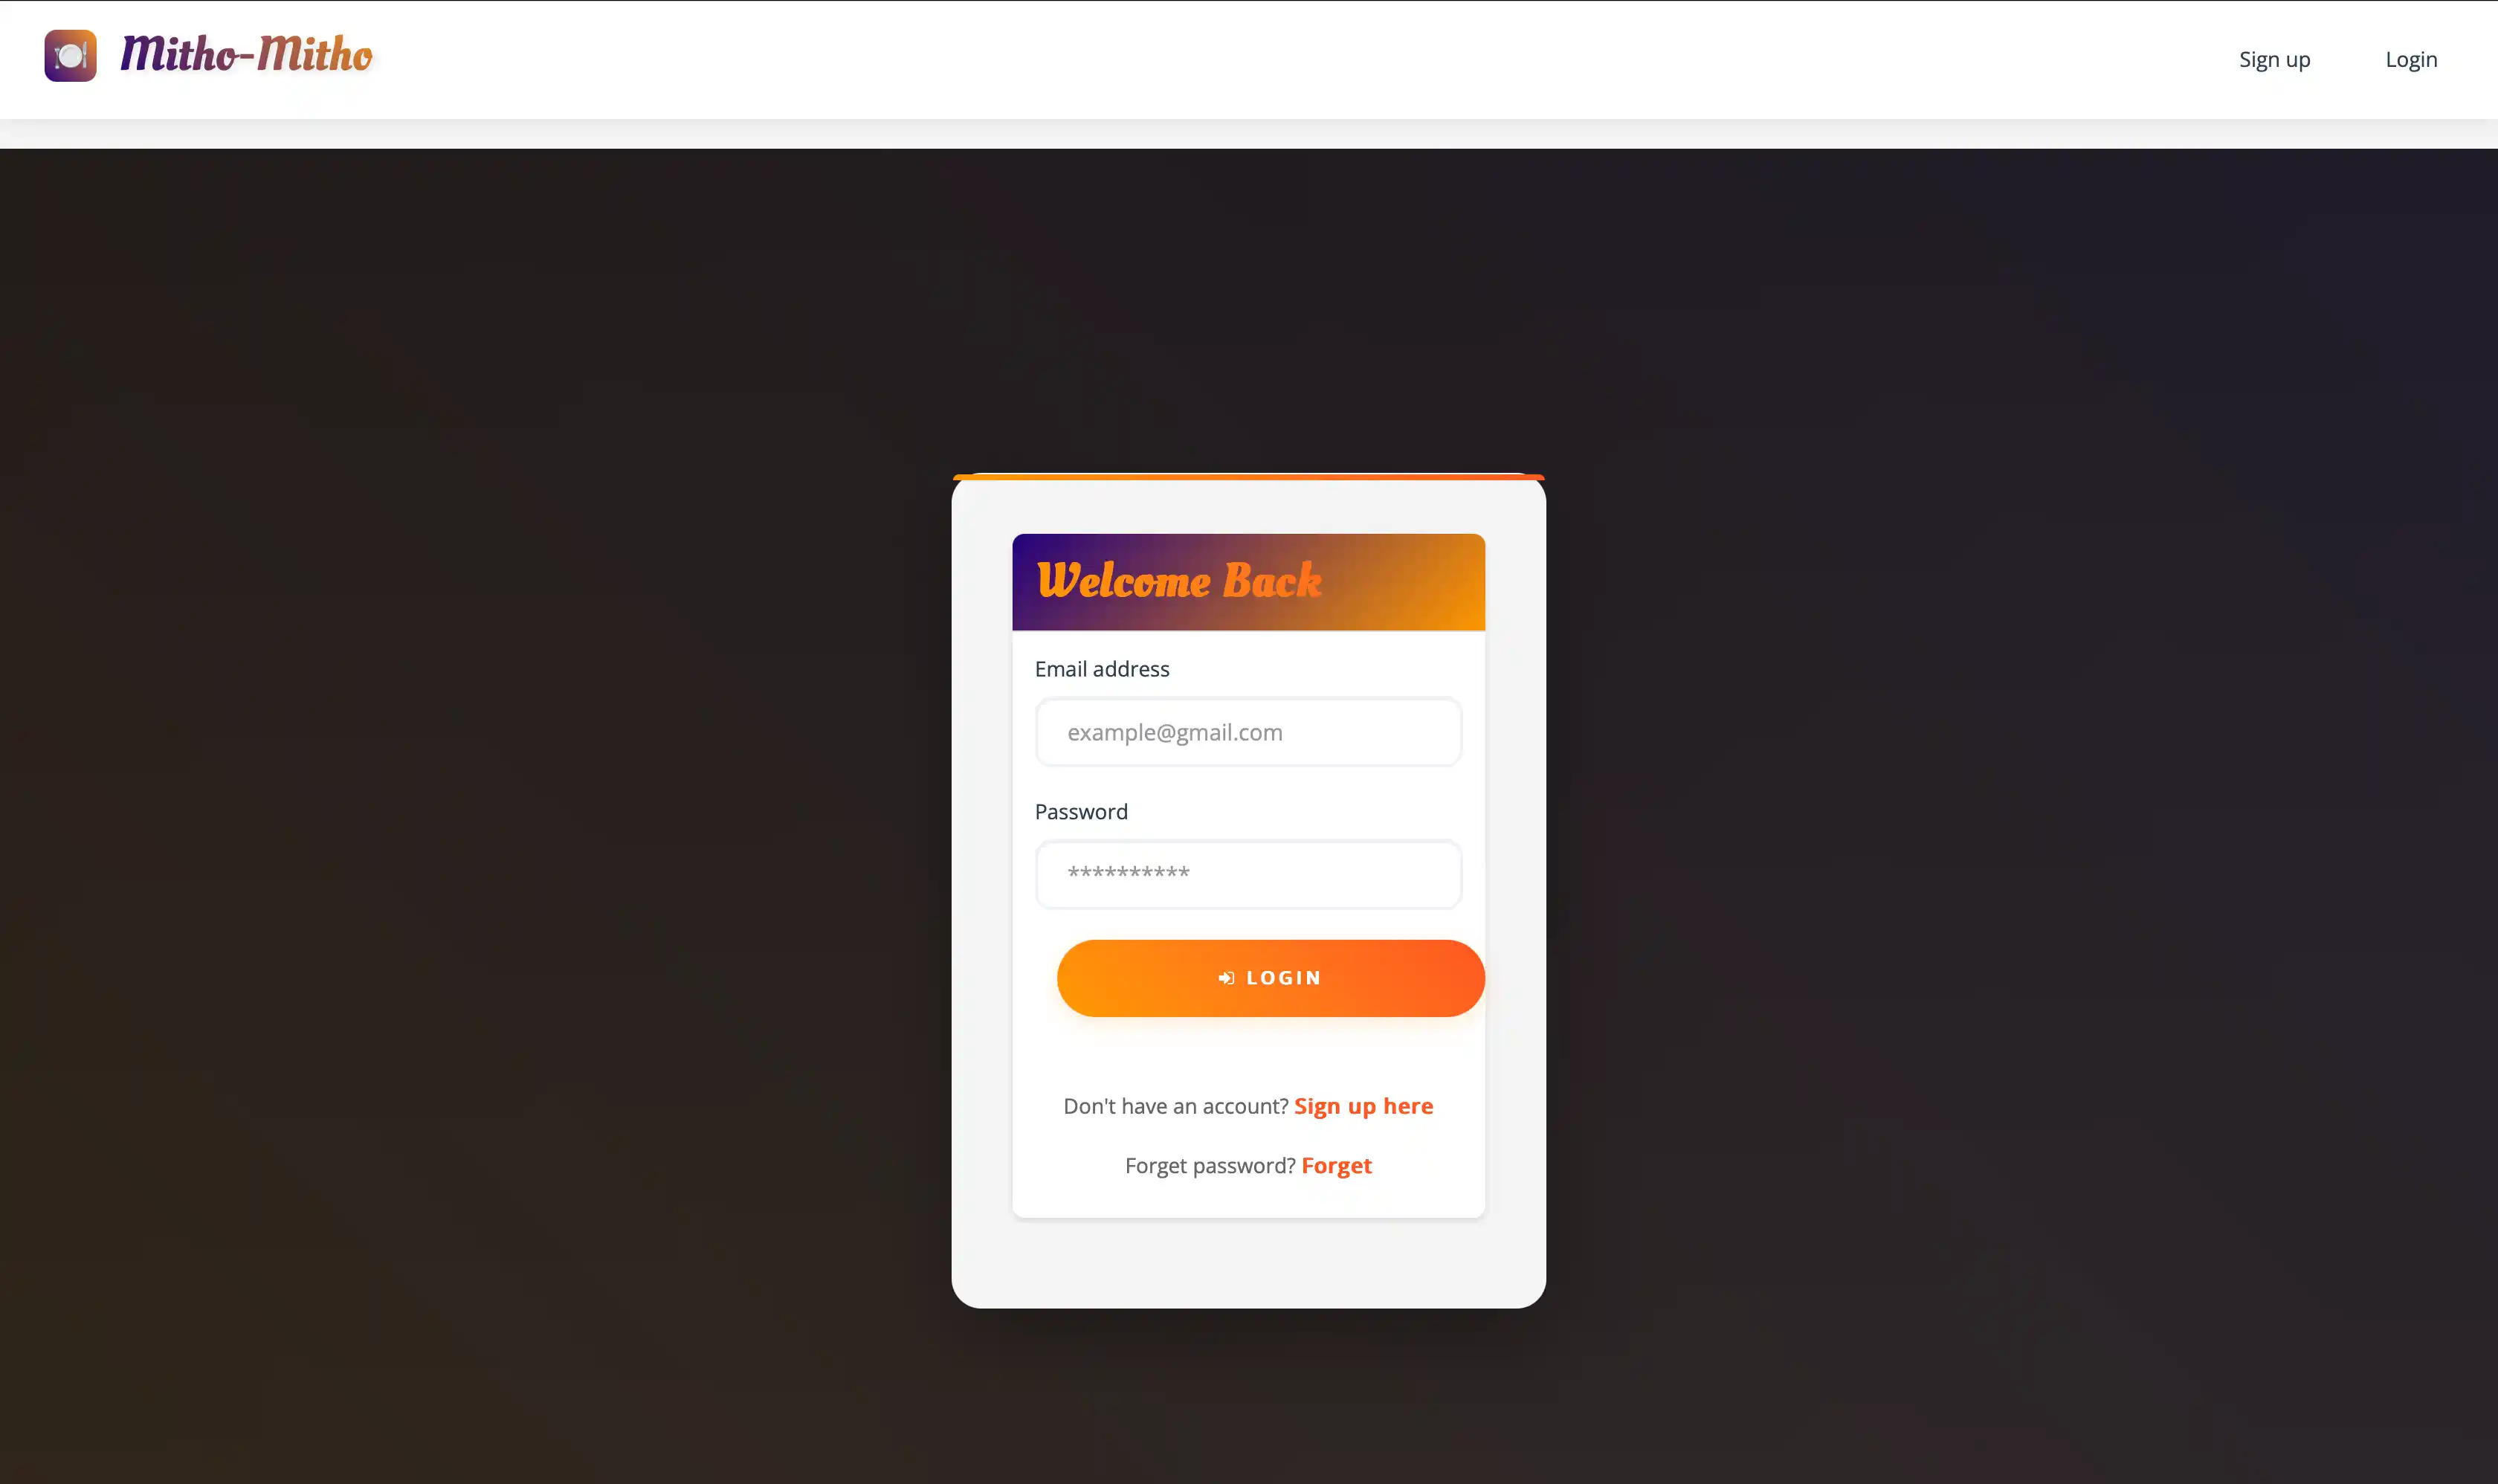 Mitho-Mitho
Sign up
Login
Welcome Back
Email address
example@gmail.com
Password
**********
LOGIN
Don't have an account? Sign up here
Forget password? Forget